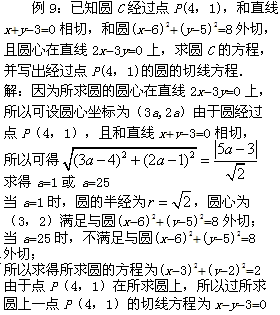 例9：已知圆 C经过点P(4, 1)，和直线
x+y-3=0 相切，和圆(x-6)²+(y-5)²=8外切，
且圆心在直线 2x-3y=0 上，求圆 C的方程，
并写出经过点 P(4, 1)的圆的切线方程．
解：因为所求圆的圆心在直线 2x-3y=0 上，
所以可设圆心坐标为（3a,2a）由于圆经过
点 P（4, 1），且和直线 x+y-3=0 相切，
所以可得 √((3a-4)²+(2a-1)²) = |5a-3|/√2
求得 a=1 或 a=25
当 a=1 时，圆的半经为 r=√2，圆心为
（3, 2）满足与圆(x-6)²+(y-5)²=8外切；
当 a=25 时，不满足与圆(x-6)²+(y-5)²=8
外切；
所以求得所求圆的方程为(x-3)²+(y-2)²=2
由于点 P（4, 1）在所求圆上，所以过所求
圆上一点 P（4, 1）的切线方程为 x-y-3=0